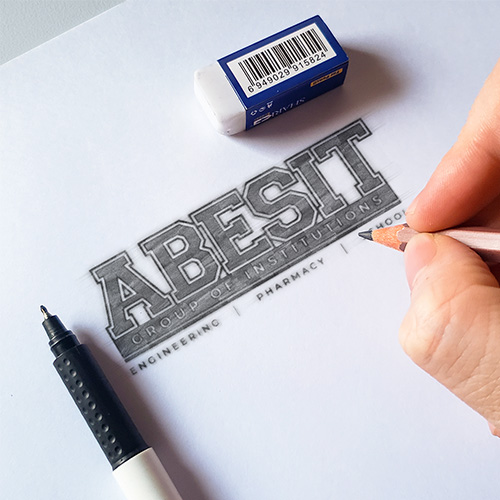 6 949029 915824
ABESIT
GROUP OF INSTITUTIONS
ENGINEERING | PHARMACY |